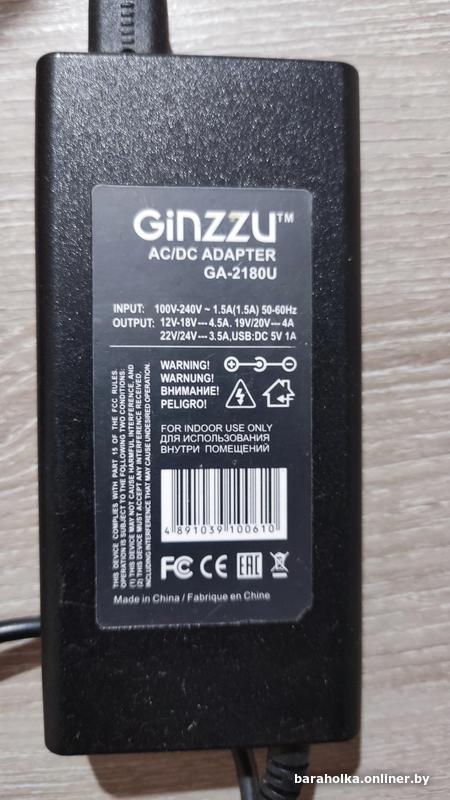 GiNZZU™
AC/DC ADAPTER
GA-2180U
INPUT: 100V-240V ~ 1.5A(1.5A) 50-60Hz
OUTPUT: 12V-18V⎓4.5A. 19V/20V⎓4A
22V/24V⎓3.5A,USB:DC 5V 1A
WARNING!
WARNUNG!
ВНИМАНИЕ!
PELIGRO!
FOR INDOOR USE ONLY
ДЛЯ ИСПОЛЬЗОВАНИЯ
ВНУТРИ ПОМЕЩЕНИЙ
THIS DEVICE COMPLIES WITH PART 15 OF THE FCC RULES.
OPERATION IS SUBJECT TO THE FOLLOWING TWO CONDITIONS:
(1) THIS DEVICE MAY NOT CAUSE HARMFUL INTERFERENCE, AND
(2) THIS DEVICE MUST ACCEPT ANY INTERFERENCE RECEIVED,
INCLUDING INTERFERENCE THAT MAY CAUSE UNDESIRED OPERATION.
4 891039 100610
FC CE EAC
Made in China / Fabrique en Chine
baraholka.onliner.by